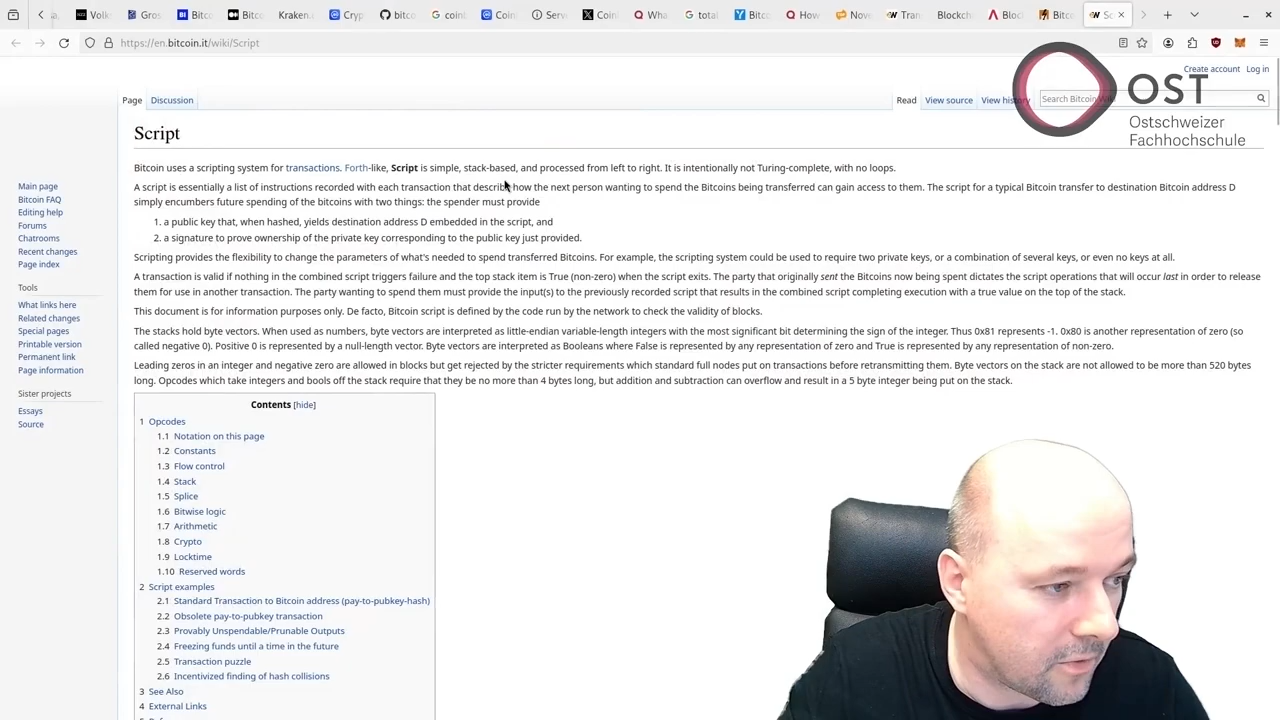 Volk
Gros
Bitco
Bitc
Kraken.
Cryp
bitco
coinl
Coin
Serv
Coin
Wha
total
Bitc
How
Nov
Tran
Blockch
Bloc
Bitc
Sc
https://en.bitcoin.it/wiki/Script
Create account Log in
OST
Ostschweizer
Fachhochschule
Page Discussion Read View source View history Search Bitcoin Wiki
Script
Bitcoin uses a scripting system for transactions. Forth-like, Script is simple, stack-based, and processed from left to right. It is intentionally not Turing-complete, with no loops.
A script is essentially a list of instructions recorded with each transaction that describe how the next person wanting to spend the Bitcoins being transferred can gain access to them. The script for a typical Bitcoin transfer to destination Bitcoin address D
simply encumbers future spending of the bitcoins with two things: the spender must provide
1. a public key that, when hashed, yields destination address D embedded in the script, and
2. a signature to prove ownership of the private key corresponding to the public key just provided.
Scripting provides the flexibility to change the parameters of what's needed to spend transferred Bitcoins. For example, the scripting system could be used to require two private keys, or a combination of several keys, or even no keys at all.
A transaction is valid if nothing in the combined script triggers failure and the top stack item is True (non-zero) when the script exits. The party that originally sent the Bitcoins now being spent dictates the script operations that will occur last in order to release
them for use in another transaction. The party wanting to spend them must provide the input(s) to the previously recorded script that results in the combined script completing execution with a true value on the top of the stack.
This document is for information purposes only. De facto, Bitcoin script is defined by the code run by the network to check the validity of blocks.
The stacks hold byte vectors. When used as numbers, byte vectors are interpreted as little-endian variable-length integers with the most significant bit determining the sign of the integer. Thus 0x81 represents -1. 0x80 is another representation of zero (so
called negative 0). Positive 0 is represented by a null-length vector. Byte vectors are interpreted as Booleans where False is represented by any representation of zero and True is represented by any representation of non-zero.
Leading zeros in an integer and negative zero are allowed in blocks but get rejected by the stricter requirements which standard full nodes put on transactions before retransmitting them. Byte vectors on the stack are not allowed to be more than 520 bytes
long. Opcodes which take integers and bools off the stack require that they be no more than 4 bytes long, but addition and subtraction can overflow and result in a 5 byte integer being put on the stack.
Main page
Bitcoin FAQ
Editing help
Forums
Chatrooms
Recent changes
Page index
Tools
What links here
Related changes
Special pages
Printable version
Permanent link
Page information
Sister projects
Essays
Source
Contents [hide]
1 Opcodes
1.1 Notation on this page
1.2 Constants
1.3 Flow control
1.4 Stack
1.5 Splice
1.6 Bitwise logic
1.7 Arithmetic
1.8 Crypto
1.9 Locktime
1.10 Reserved words
2 Script examples
2.1 Standard Transaction to Bitcoin address (pay-to-pubkey-hash)
2.2 Obsolete pay-to-pubkey transaction
2.3 Provably Unspendable/Prunable Outputs
2.4 Freezing funds until a time in the future
2.5 Transaction puzzle
2.6 Incentivized finding of hash collisions
3 See Also
4 External Links